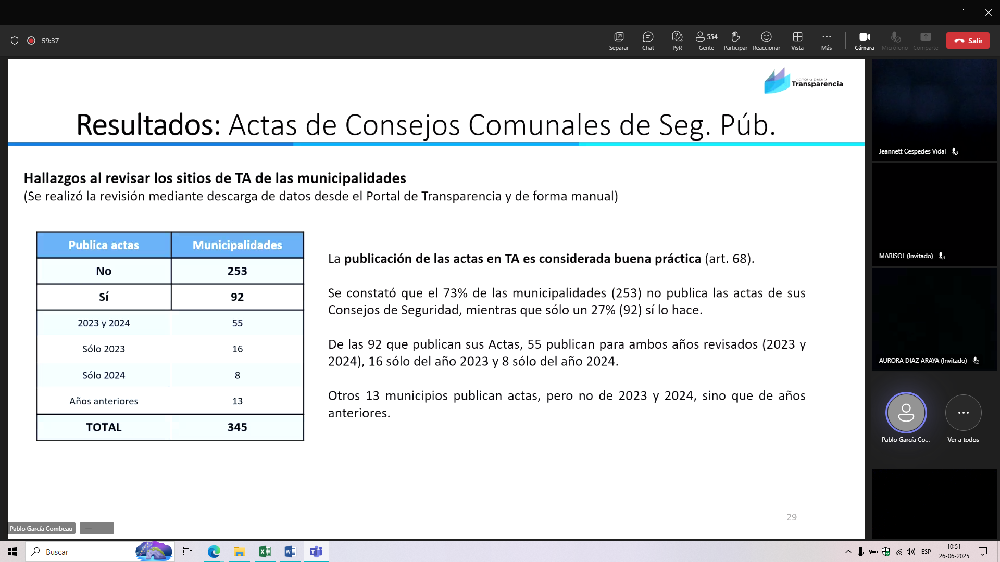 59:37
Separar
Chat
PyR
554
Gente
Participar
Reaccionar
Vista
Más
Cámara
Micrófono
Comparte
Salir
consejo para la
Transparencia
Resultados: Actas de Consejos Comunales de Seg. Púb.
Hallazgos al revisar los sitios de TA de las municipalidades
(Se realizó la revisión mediante descarga de datos desde el Portal de Transparencia y de forma manual)
Publica actas Municipalidades
No 253
Sí 92
2023 y 2024 55
Sólo 2023 16
Sólo 2024 8
Años anteriores 13
TOTAL 345
La publicación de las actas en TA es considerada buena práctica (art. 68).
Se constató que el 73% de las municipalidades (253) no publica las actas de sus
Consejos de Seguridad, mientras que sólo un 27% (92) sí lo hace.
De las 92 que publican sus Actas, 55 publican para ambos años revisados (2023 y
2024), 16 sólo del año 2023 y 8 sólo del año 2024.
Otros 13 municipios publican actas, pero no de 2023 y 2024, sino que de años
anteriores.
29
Jeannett Cespedes Vidal
MARISOL (Invitado)
AURORA DIAZ ARAYA (Invitado)
Pablo García Co...
Ver a todos
Pablo García Combeau
Buscar
ESP
10:51
26-06-2025